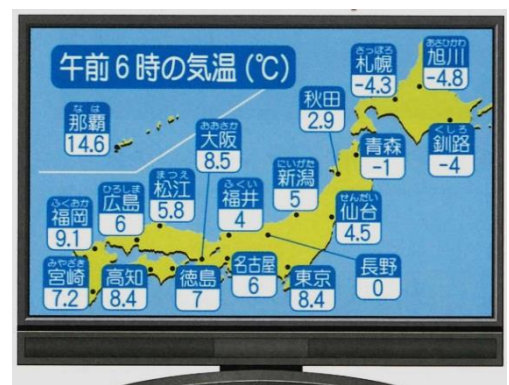 午前6時の気温(℃)
さっぽろ
札幌
-4.3
あさひかわ
旭川
-4.8
秋田
2.9
なは
那覇
14.6
おおさか
大阪
8.5
青森
-1
くしろ
釧路
-4
にいがた
新潟
5
まつえ
松江
5.8
ひろしま
広島
6
ふくい
福井
4
せんだい
仙台
4.5
ふくおか
福岡
9.1
みやざき
宮崎
7.2
高知
8.4
徳島
7
名古屋
6
東京
8.4
長野
0